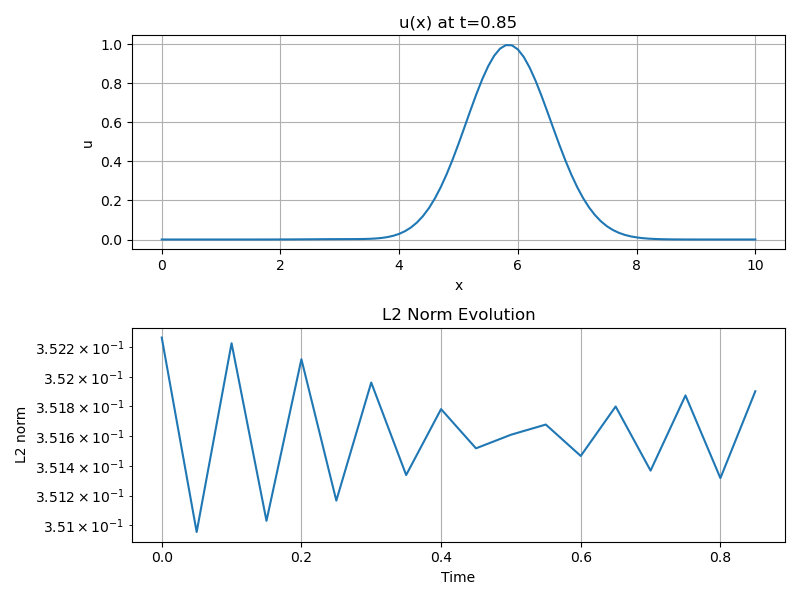 u(x) at t=0.85
1.0
0.8
0.6
0.4
0.2
0.0
u
0 2 4 6 8 10
x
L2 Norm Evolution
3.522 × 10⁻¹
3.52 × 10⁻¹
3.518 × 10⁻¹
3.516 × 10⁻¹
3.514 × 10⁻¹
3.512 × 10⁻¹
3.51 × 10⁻¹
L2 norm
0.0 0.2 0.4 0.6 0.8
Time